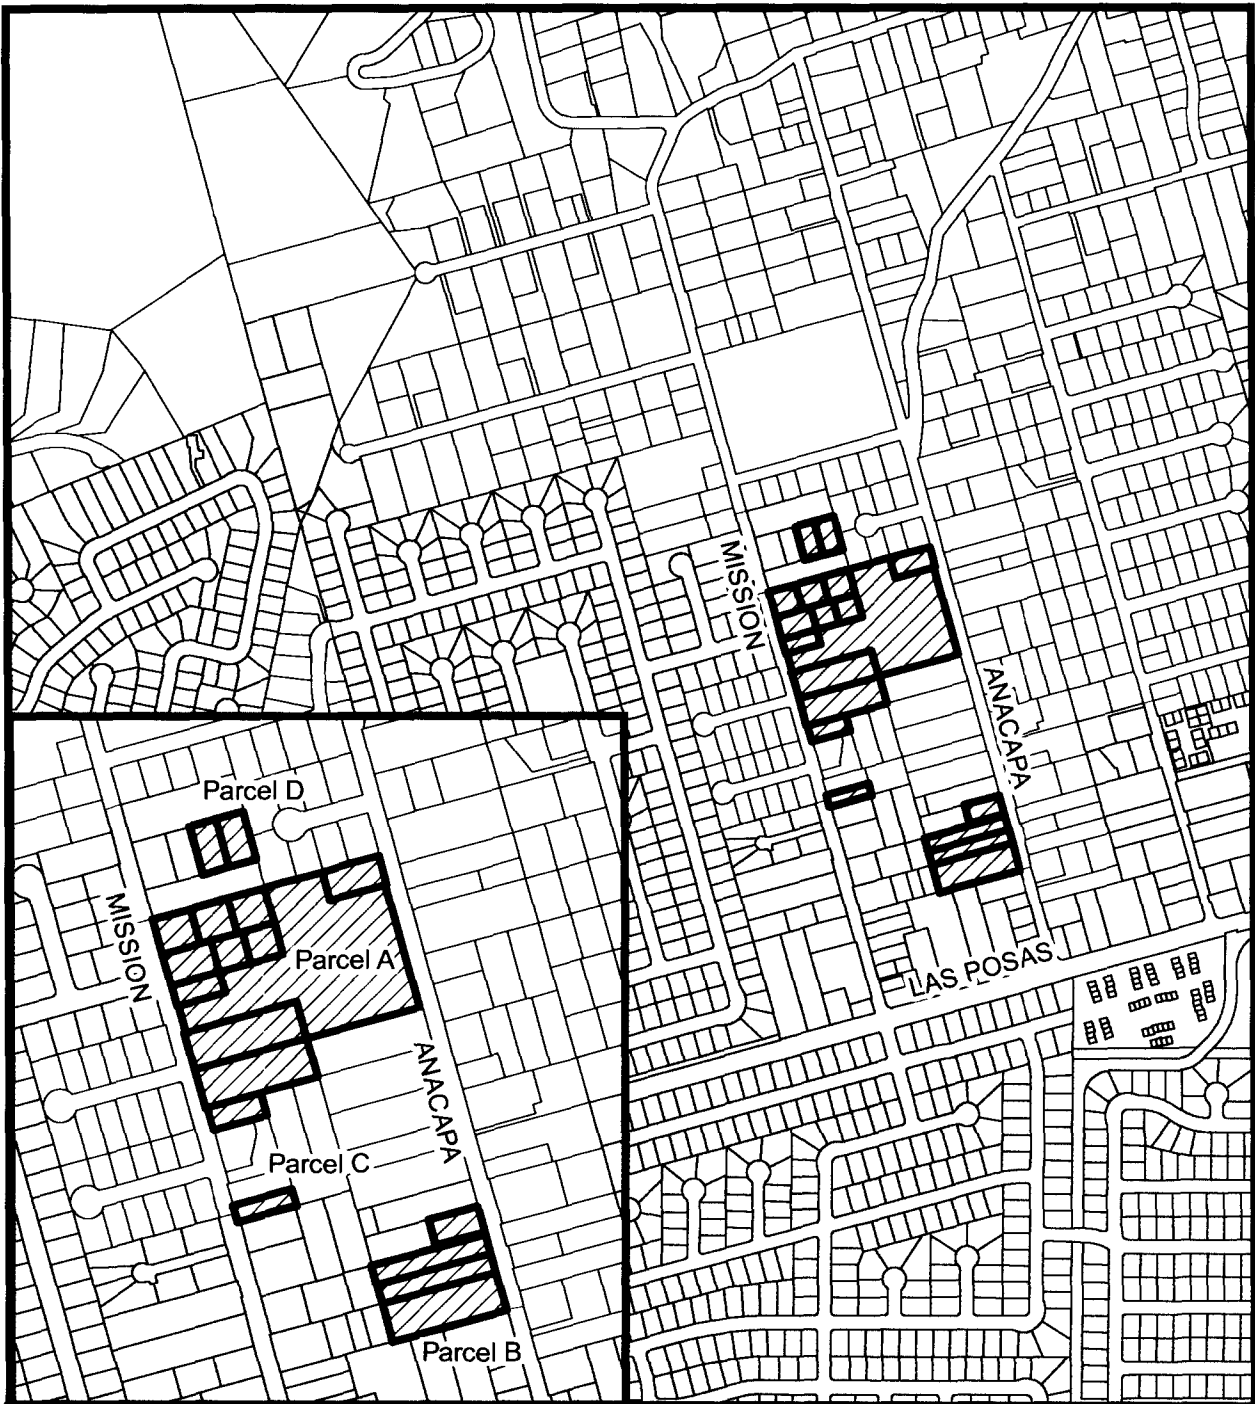 MISSION
ANACAPA
LAS POSAS
Parcel D
MISSION
Parcel A
ANACAPA
Parcel C
Parcel B